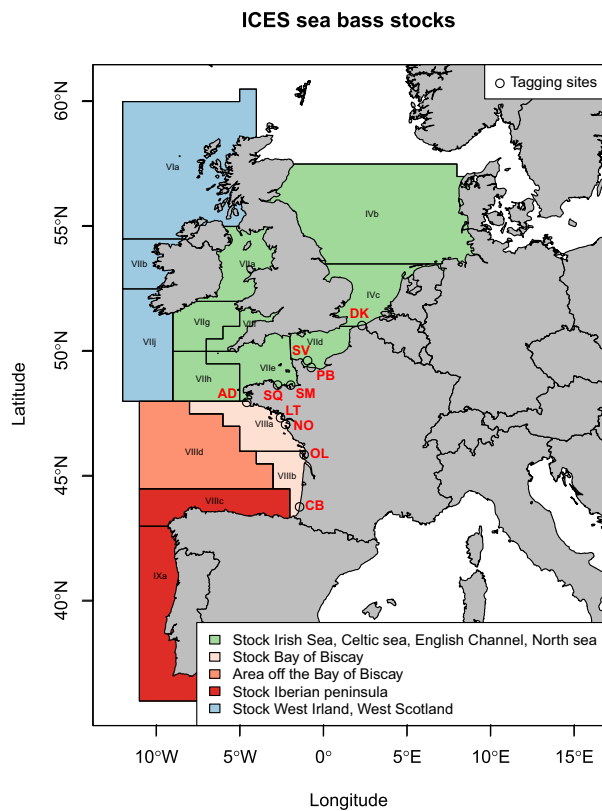 ICES sea bass stocks
Tagging sites
60°N
55°N
50°N
45°N
40°N
Latitude
VIa
IVb
VIIb
VIIa
IVc
VIIj
VIIg
VIIf
DK
VIId
SV
VIIh
VIIe
PB
AD
SQ
SM
LT
VIIIa
NO
VIIId
OL
VIIIb
VIIIc
CB
IXa
Stock Irish Sea, Celtic sea, English Channel, North sea
Stock Bay of Biscay
Area off the Bay of Biscay
Stock Iberian peninsula
Stock West Irland, West Scotland
10°W
5°W
0°
5°E
10°E
15°E
Longitude